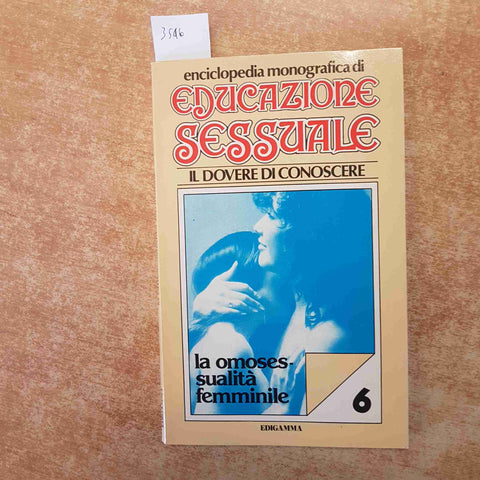 3546
enciclopedia monografica di
EDUCAZIONE
SESSUALE
IL DOVERE DI CONOSCERE
la omoses-
sualità
femminile
6
EDIGAMMA